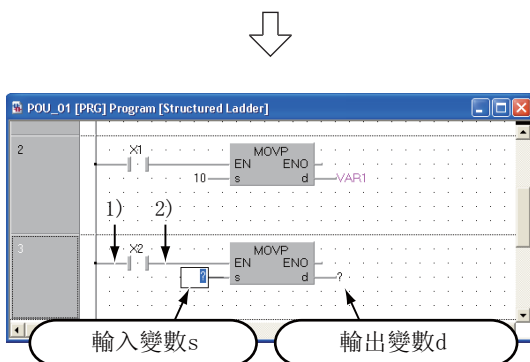 POU_01 [PRG] Program [Structured Ladder]
2
X1
MOVP
EN ENO
10 s d VAR1
1) 2)
3
X2
MOVP
EN ENO
? s d ?
輸入變數s
輸出變數d